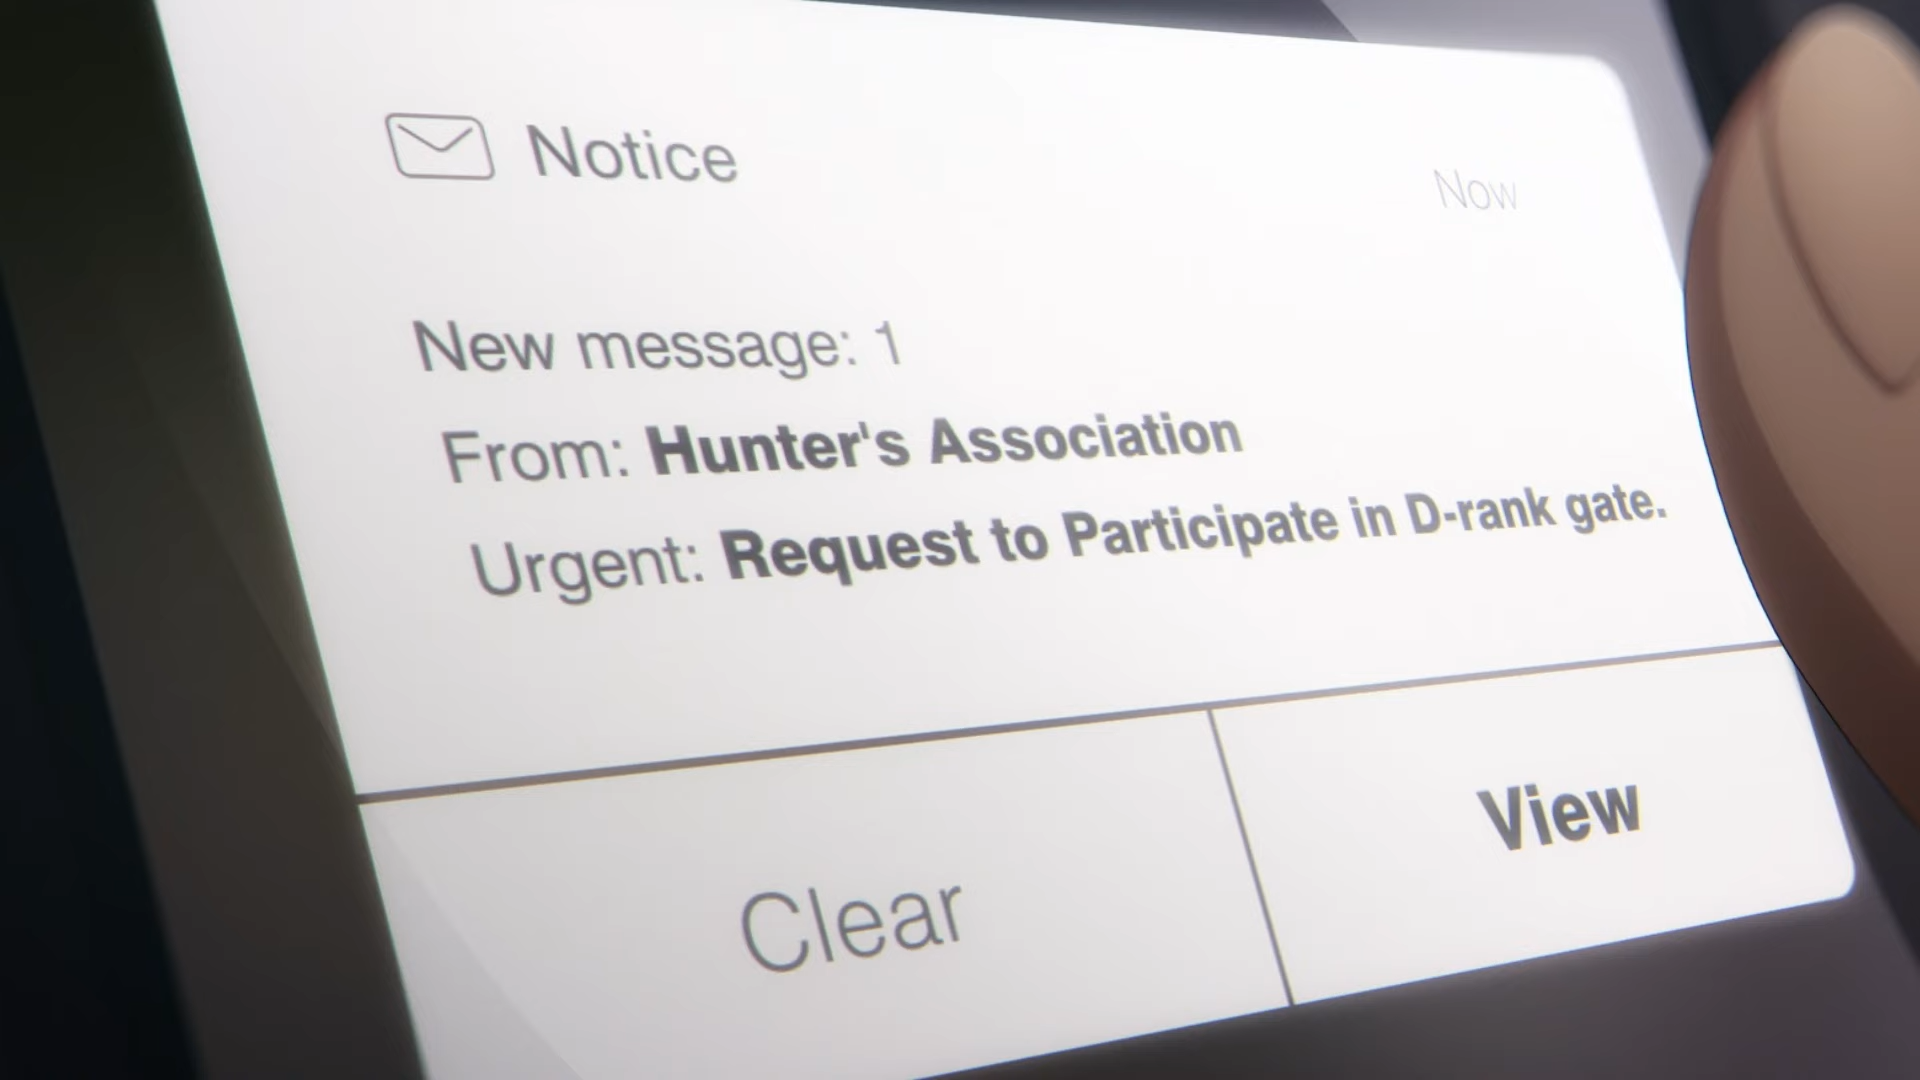 Notice
Now
New message: 1
From: Hunter's Association
Urgent: Request to Participate in D-rank gate.
Clear
View